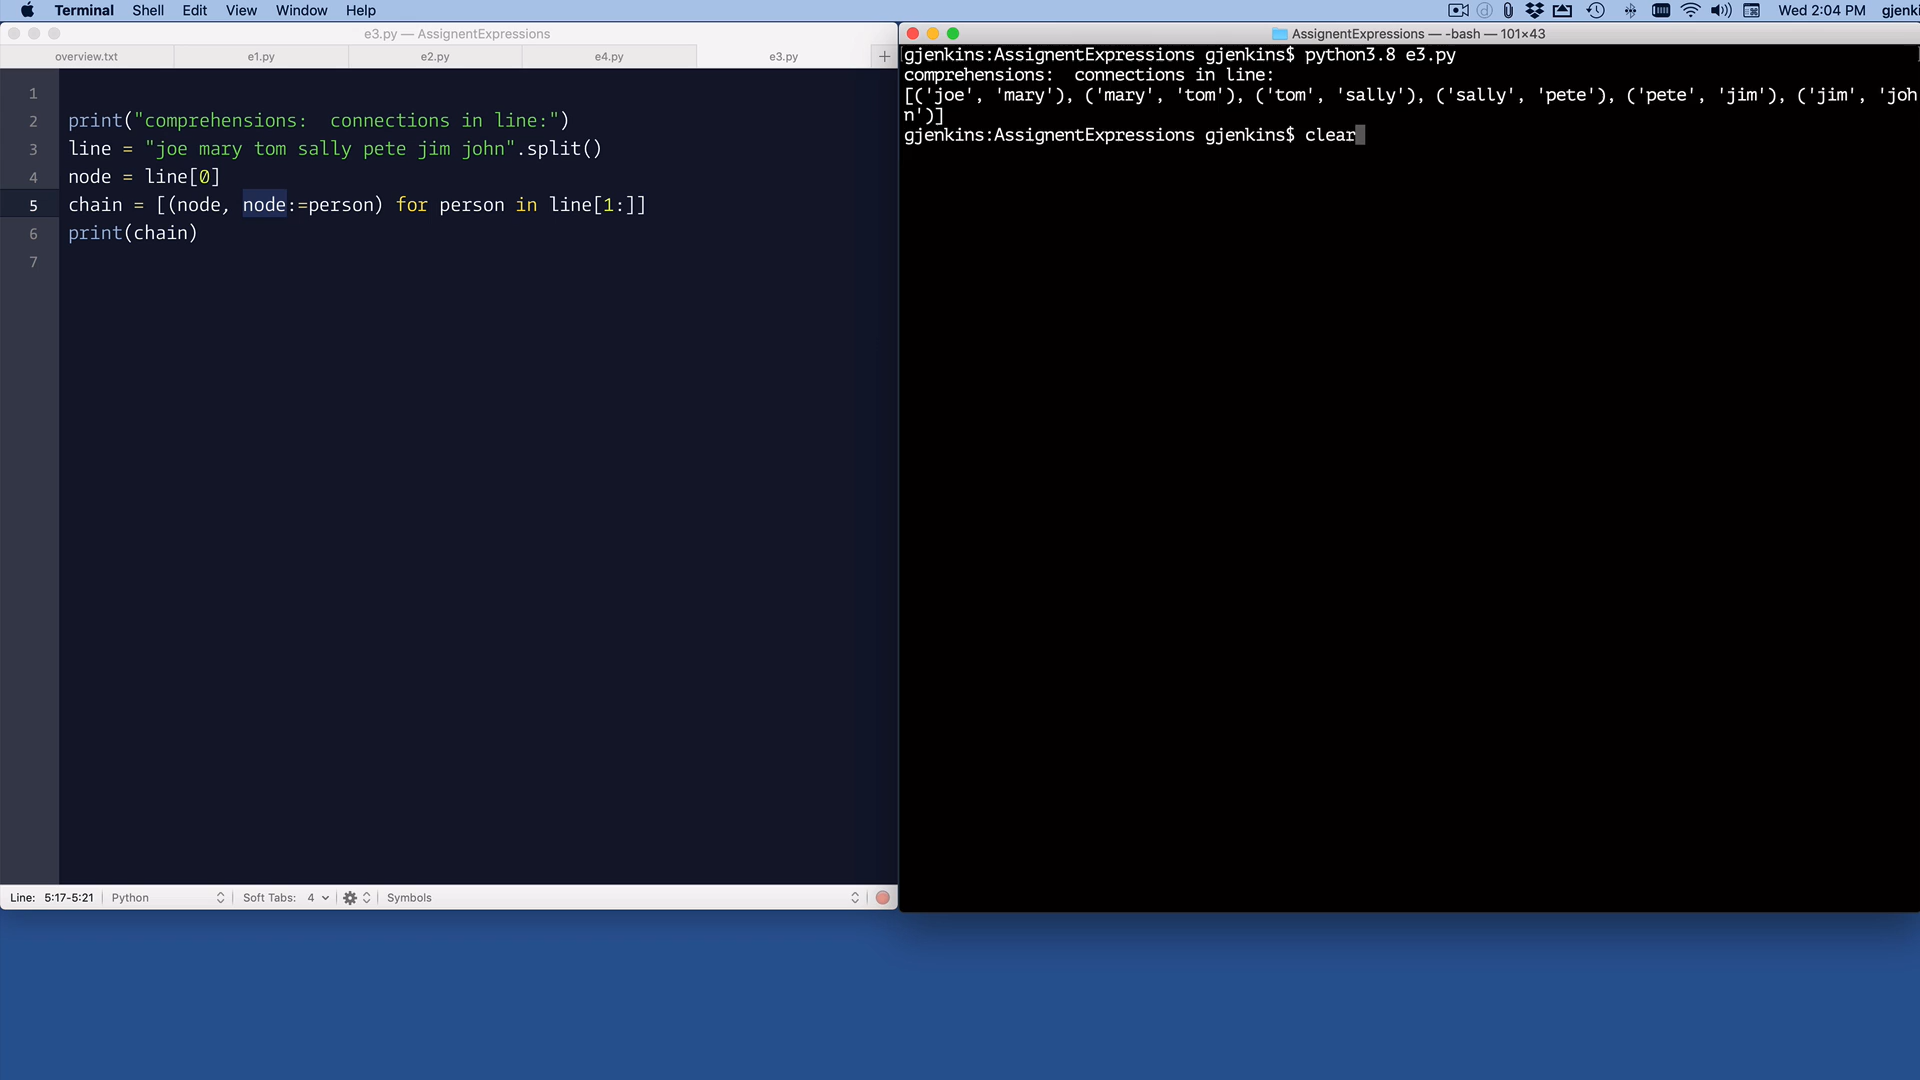 Terminal Shell Edit View Window Help Wed 2:04 PM gjenki
e3.py — AssignentExpressions
overview.txt e1.py e2.py e4.py e3.py +
1
2 print("comprehensions:  connections in line:")
3 line = "joe mary tom sally pete jim john".split()
4 node = line[0]
5 chain = [(node, node:=person) for person in line[1:]]
6 print(chain)
7
Line: 5:17-5:21 Python Soft Tabs: 4 Symbols
AssignentExpressions — -bash — 101×43
gjenkins:AssignentExpressions gjenkins$ python3.8 e3.py
comprehensions:  connections in line:
[('joe', 'mary'), ('mary', 'tom'), ('tom', 'sally'), ('sally', 'pete'), ('pete', 'jim'), ('jim', 'joh
n')]
gjenkins:AssignentExpressions gjenkins$ clear